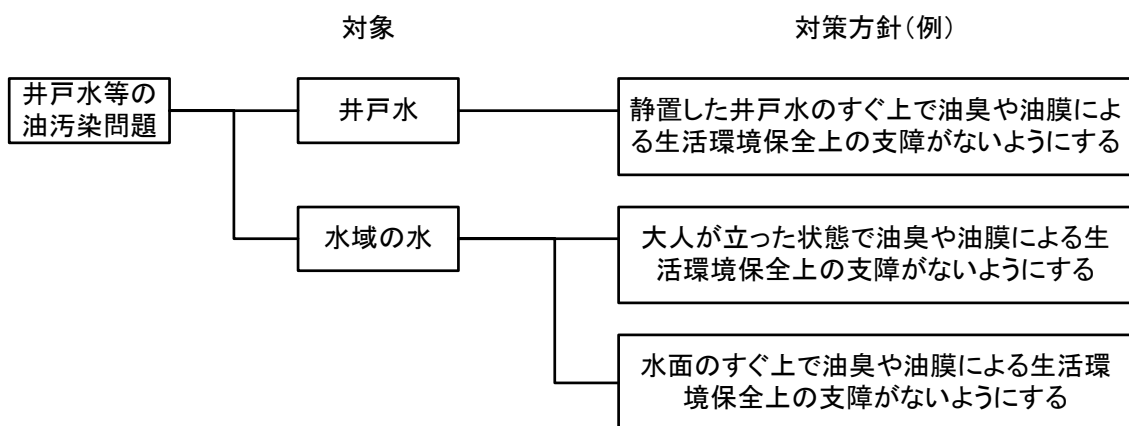 対象
対策方針(例)
井戸水等の
油汚染問題
井戸水
静置した井戸水のすぐ上で油臭や油膜によ
る生活環境保全上の支障がないようにする
水域の水
大人が立った状態で油臭や油膜による生
活環境保全上の支障がないようにする
水面のすぐ上で油臭や油膜による生活環
境保全上の支障がないようにする